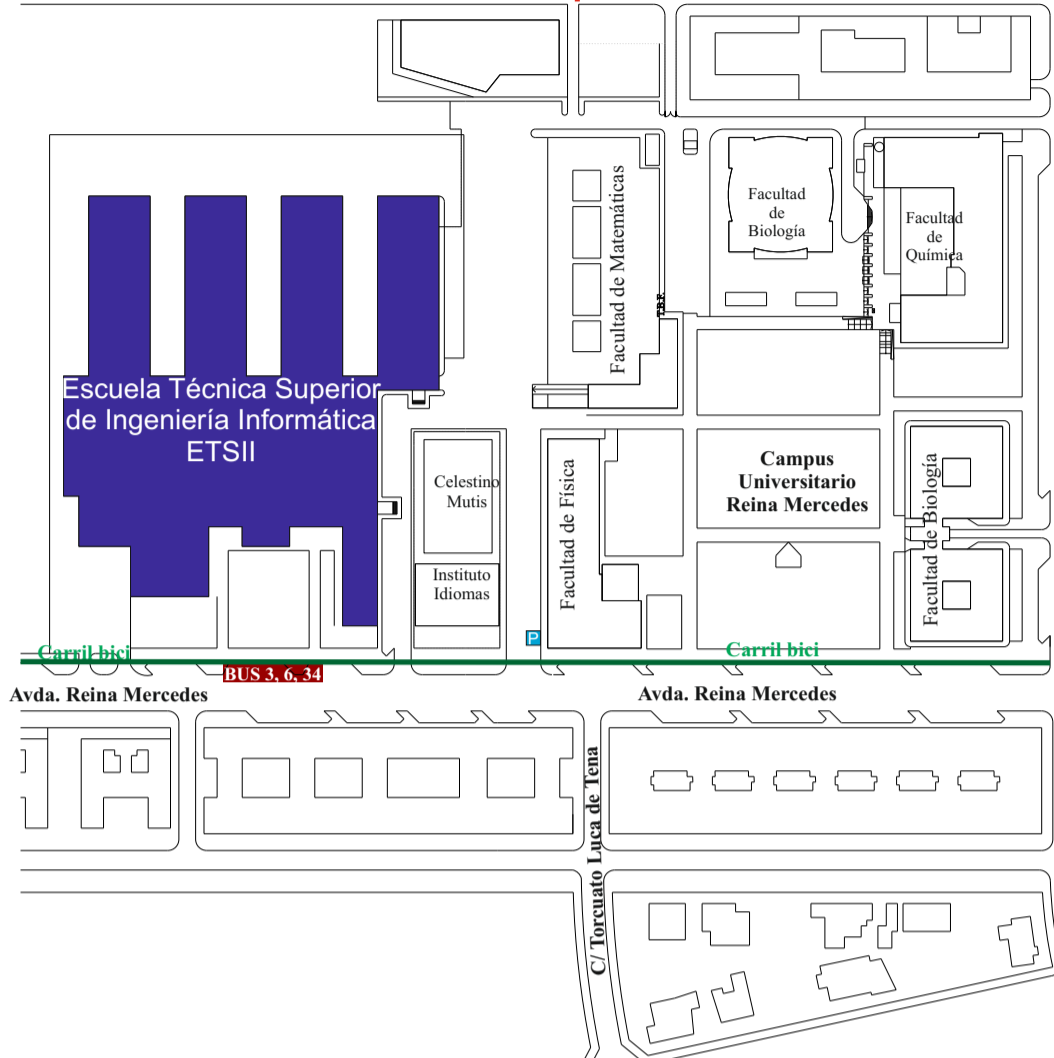 Facultad de Matemáticas
Facultad
de
Biología
Facultad
de
Química
T.B.F.
Escuela Técnica Superior
de Ingeniería Informática
ETSII
Celestino
Mutis
Instituto
Idiomas
Facultad de Física
Campus
Universitario
Reina Mercedes
Facultad de Biología
P
Carril bici
Carril bici
BUS 3, 6, 34
Avda. Reina Mercedes
Avda. Reina Mercedes
C/ Torcuato Luca de Tena